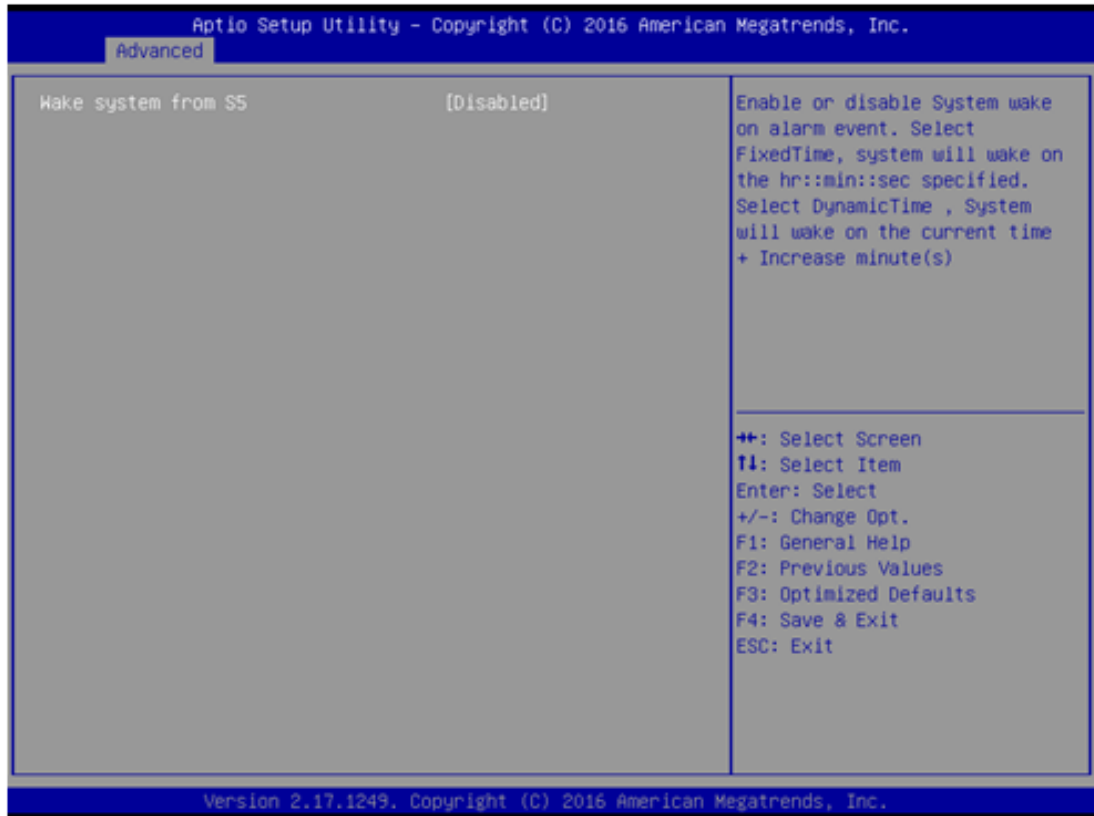 Aptio Setup Utility – Copyright (C) 2016 American Megatrends, Inc.
Advanced
Wake system from S5 [Disabled]
Enable or disable System wake
on alarm event. Select
FixedTime, system will wake on
the hr::min::sec specified.
Select DynamicTime , System
will wake on the current time
+ Increase minute(s)
→←: Select Screen
↑↓: Select Item
Enter: Select
+/-: Change Opt.
F1: General Help
F2: Previous Values
F3: Optimized Defaults
F4: Save & Exit
ESC: Exit
Version 2.17.1249. Copyright (C) 2016 American Megatrends, Inc.